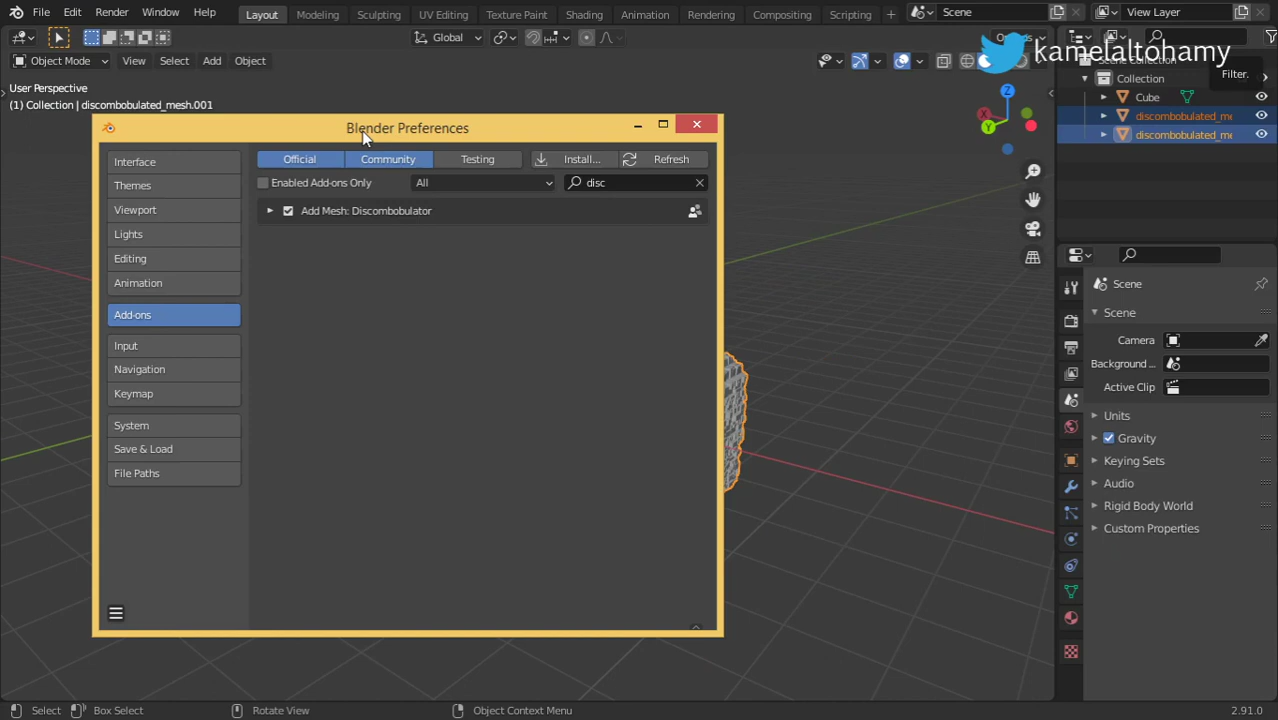 File Edit Render Window Help Layout Modeling Sculpting UV Editing Texture Paint Shading Animation Rendering Compositing Scripting Scene View Layer
Global
kamelaltohamy
Object Mode View Select Add Object
Scene Collection
Filter.
User Perspective
(1) Collection | discombobulated_mesh.001
Collection
Cube
discombobulated_me
discombobulated_me
Blender Preferences
Interface
Themes
Viewport
Lights
Editing
Animation
Add-ons
Input
Navigation
Keymap
System
Save & Load
File Paths
Official Community Testing Install... Refresh
Enabled Add-ons Only All disc
Add Mesh: Discombobulator
X
Y
Z
Scene
Scene
Camera
Background ...
Active Clip
Units
Gravity
Keying Sets
Audio
Rigid Body World
Custom Properties
Select Box Select Rotate View Object Context Menu 2.91.0